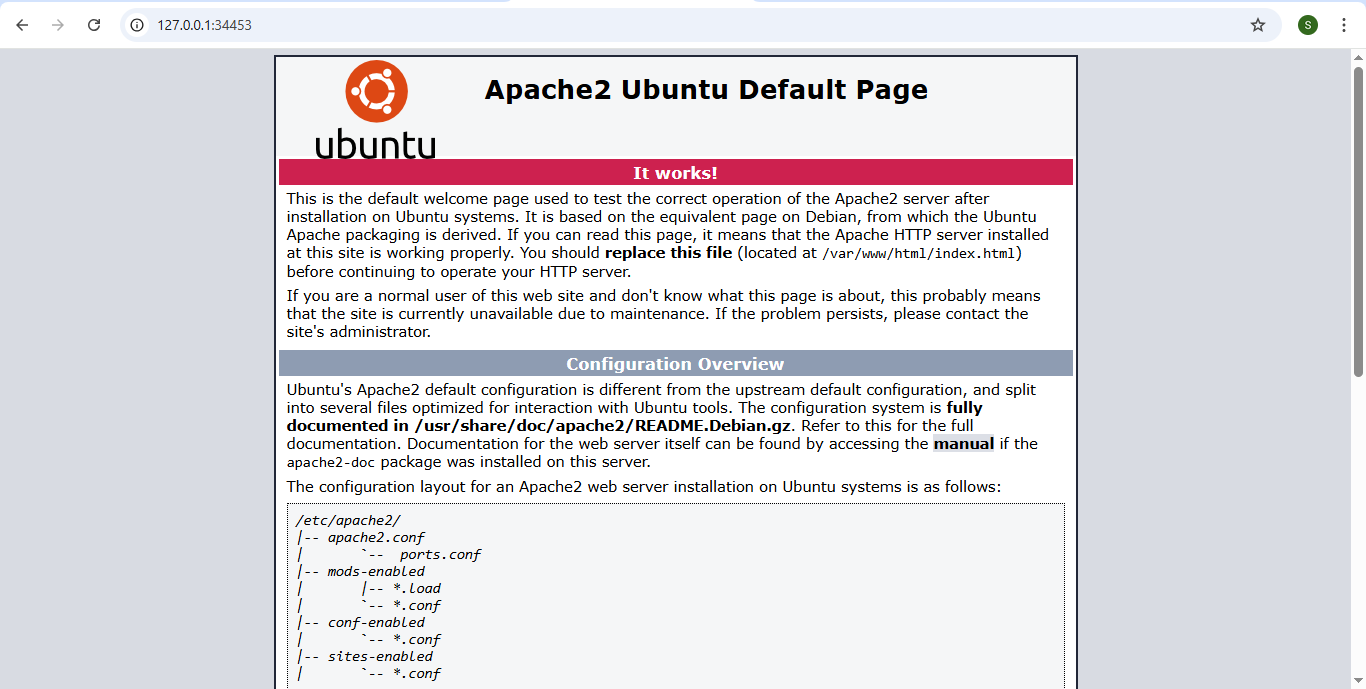 127.0.0.1:34453
S
ubuntu
Apache2 Ubuntu Default Page
It works!
This is the default welcome page used to test the correct operation of the Apache2 server after
installation on Ubuntu systems. It is based on the equivalent page on Debian, from which the Ubuntu
Apache packaging is derived. If you can read this page, it means that the Apache HTTP server installed
at this site is working properly. You should replace this file (located at /var/www/html/index.html)
before continuing to operate your HTTP server.
If you are a normal user of this web site and don't know what this page is about, this probably means
that the site is currently unavailable due to maintenance. If the problem persists, please contact the
site's administrator.
Configuration Overview
Ubuntu's Apache2 default configuration is different from the upstream default configuration, and split
into several files optimized for interaction with Ubuntu tools. The configuration system is fully
documented in /usr/share/doc/apache2/README.Debian.gz. Refer to this for the full
documentation. Documentation for the web server itself can be found by accessing the manual if the
apache2-doc package was installed on this server.
The configuration layout for an Apache2 web server installation on Ubuntu systems is as follows:
/etc/apache2/
|-- apache2.conf
|       `--  ports.conf
|-- mods-enabled
|       |-- *.load
|       `-- *.conf
|-- conf-enabled
|       `-- *.conf
|-- sites-enabled
|       `-- *.conf